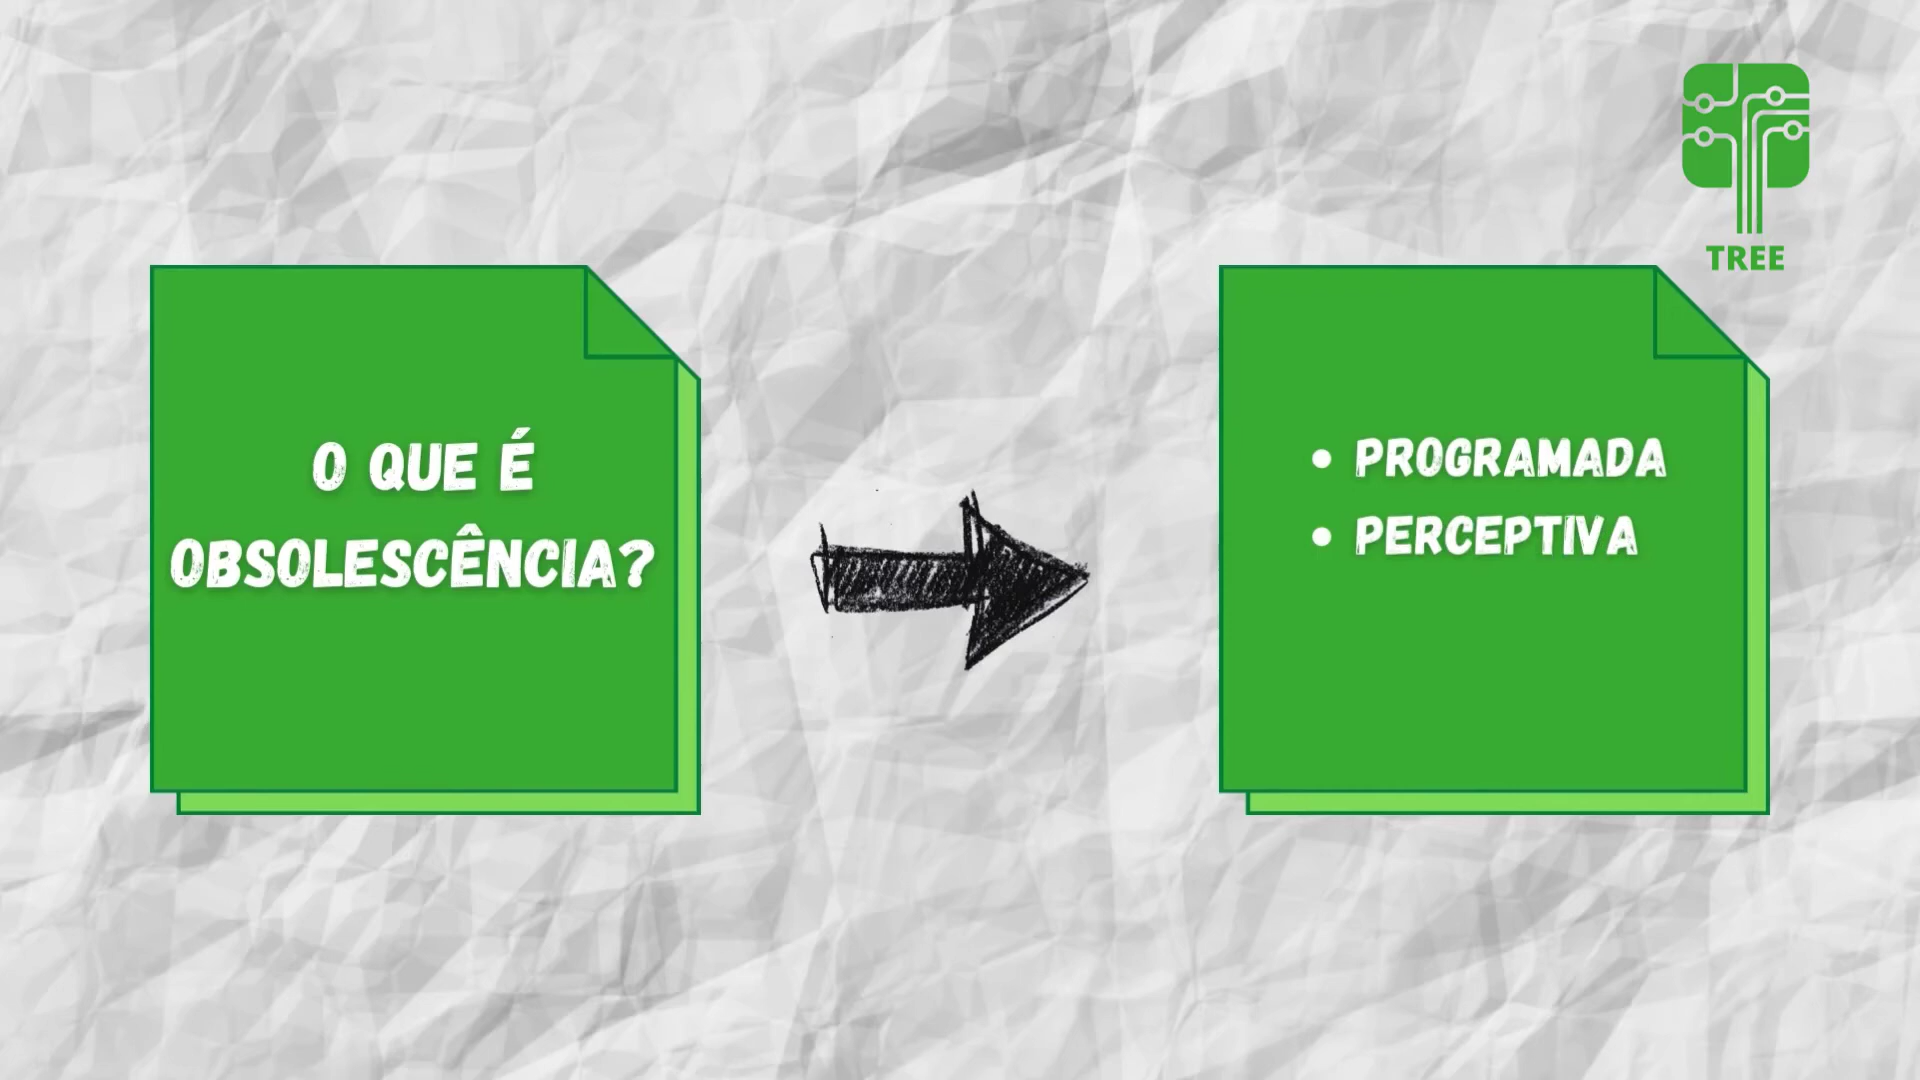 TREE
O QUE É
OBSOLESCÊNCIA?
• PROGRAMADA
• PERCEPTIVA